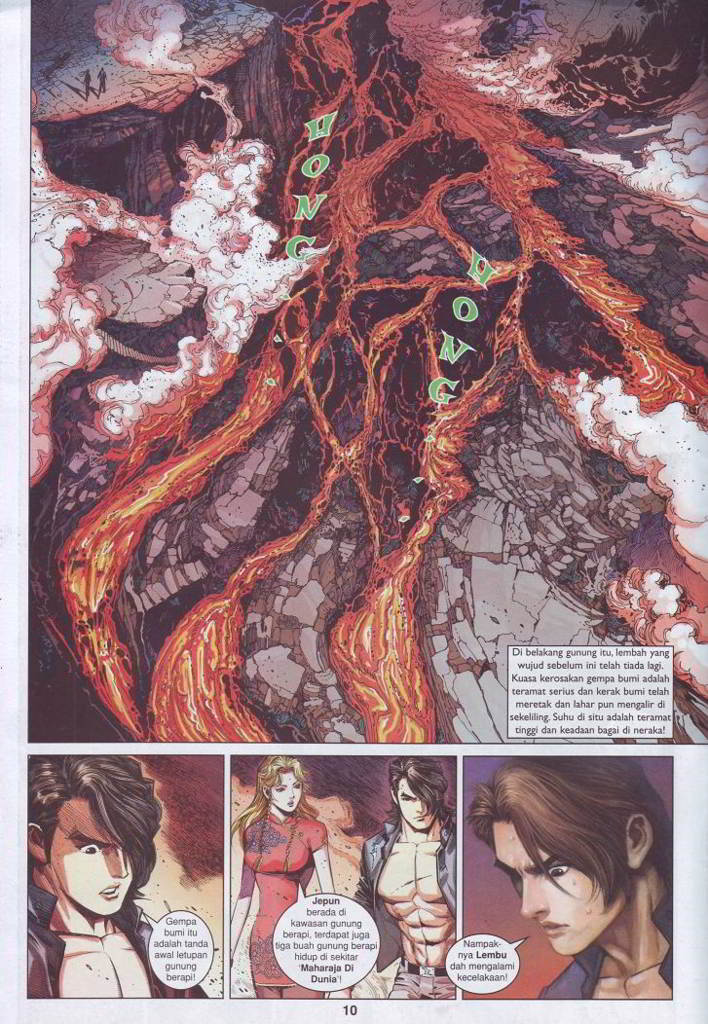 HONG
HONG
Di belakang gunung itu, lembah yang
wujud sebelum ini telah tiada lagi.
Kuasa kerosakan gempa bumi adalah
teramat serius dan kerak bumi telah
meretak dan lahar pun mengalir di
sekeliling. Suhu di situ adalah teramat
tinggi dan keadaan bagai di neraka!
Gempa
bumi itu
adalah tanda
awal letupan
gunung
berapi!
Jepun
berada di
kawasan gunung
berapi, terdapat juga
tiga buah gunung berapi
hidup di sekitar
‘Maharaja Di
Dunia’!
Nampak-
nya Lembu
dah mengalami
kecelakaan!
10